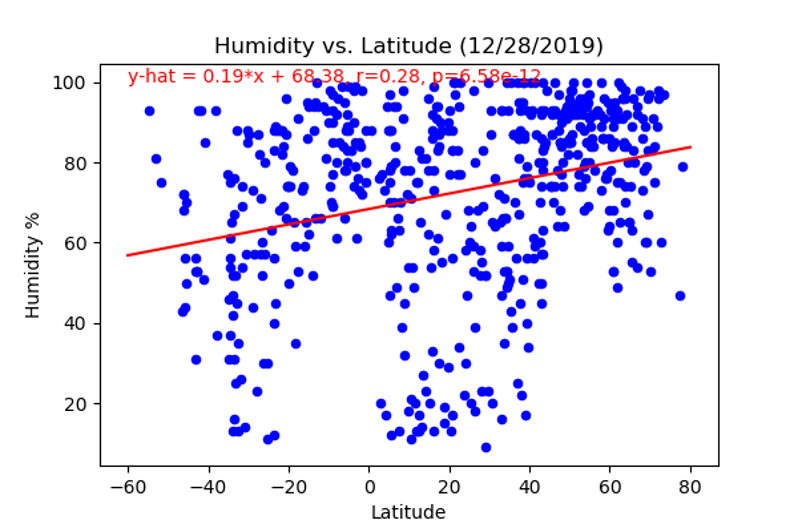 Humidity vs. Latitude (12/28/2019)
y-hat = 0.19*x + 68.38, r=0.28, p=6.58e-12
100
80
60
40
20
Humidity %
−60 −40 −20 0 20 40 60 80
Latitude